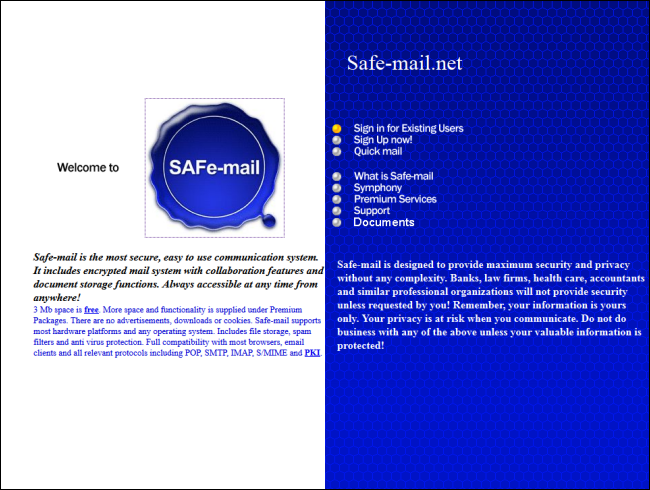 Welcome to
SAFe-mail
Safe-mail is the most secure, easy to use communication system.
It includes encrypted mail system with collaboration features and
document storage functions. Always accessible at any time from
anywhere!
3 Mb space is free. More space and functionality is supplied under Premium
Packages. There are no advertisements, downloads or cookies. Safe-mail supports
most hardware platforms and any operating system. Includes file storage, spam
filters and anti virus protection. Full compatibility with most browsers, email
clients and all relevant protocols including POP, SMTP, IMAP, S/MIME and PKI.
Safe-mail.net
Sign in for Existing Users
Sign Up now!
Quick mail
What is Safe-mail
Symphony
Premium Services
Support
Documents
Safe-mail is designed to provide maximum security and privacy
without any complexity. Banks, law firms, health care, accountants
and similar professional organizations will not provide security
unless requested by you! Remember, your information is yours
only. Your privacy is at risk when you communicate. Do not do
business with any of the above unless your valuable information is
protected!